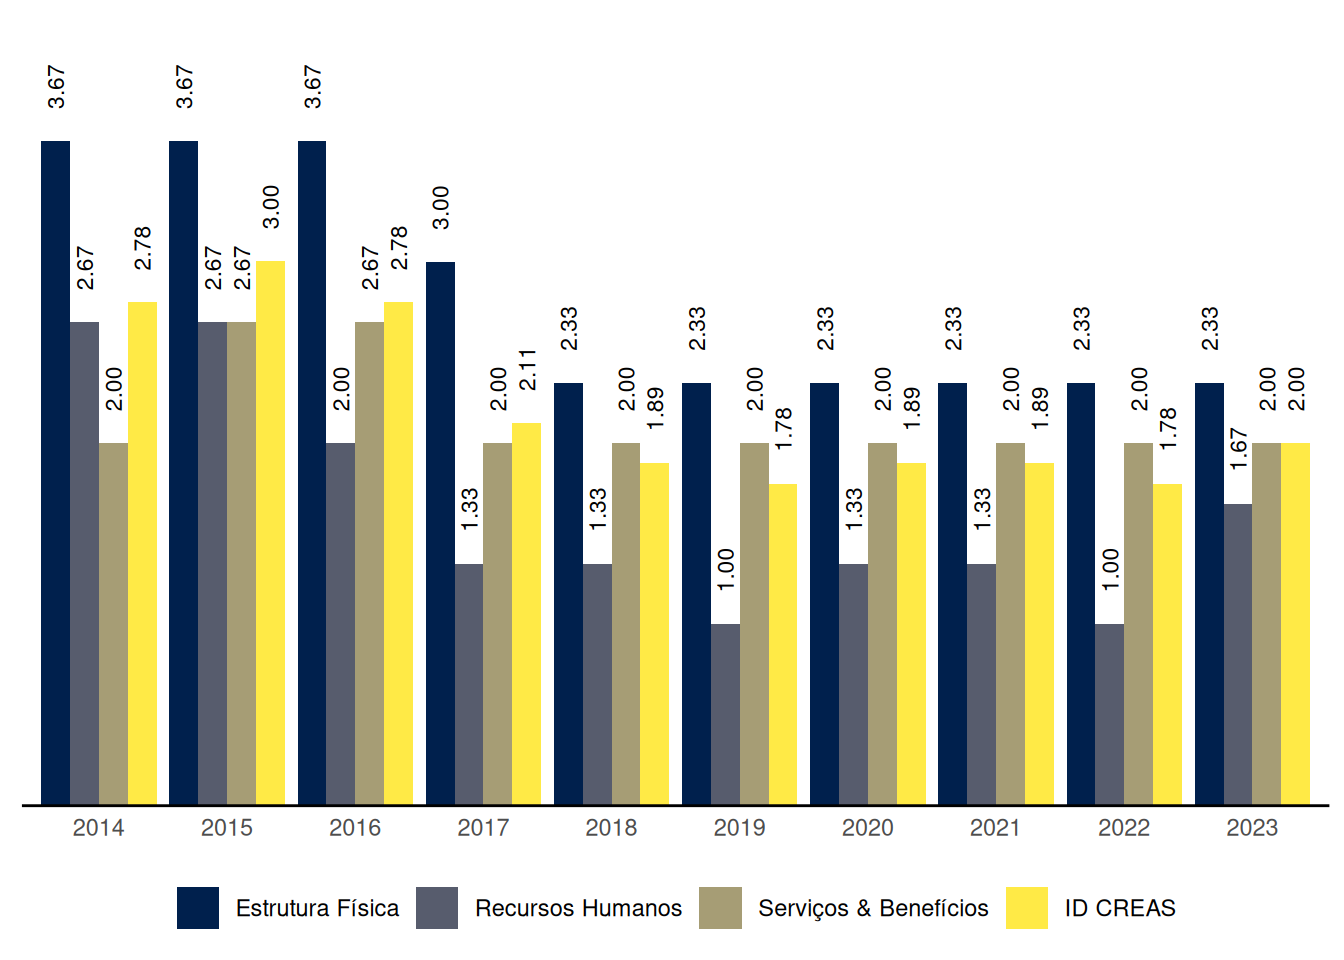 3.67 3.67 3.67
3.00 3.00
2.67 2.78 2.67 2.67 2.67 2.78
2.33 2.33 2.33 2.33 2.33 2.33
2.00 2.00 2.00 2.11 2.00 2.00 2.00 2.00 2.00 2.00 2.00
1.89 1.78 1.89 1.89 1.78 1.67
1.33 1.33 1.33 1.33
1.00 1.00
2014 2015 2016 2017 2018 2019 2020 2021 2022 2023
Estrutura Física Recursos Humanos Serviços & Benefícios ID CREAS